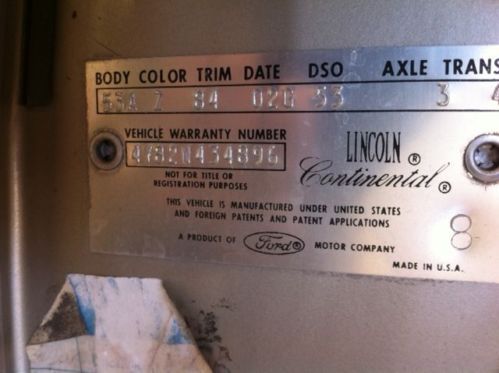 BODY COLOR TRIM DATE DSO AXLE TRANS
53A Z 84 02G 53 3 4
VEHICLE WARRANTY NUMBER
4Y82N434896
NOT FOR TITLE OR
REGISTRATION PURPOSES
LINCOLN ®
Continental ®
THIS VEHICLE IS MANUFACTURED UNDER UNITED STATES
AND FOREIGN PATENTS AND PATENT APPLICATIONS
8
A PRODUCT OF Ford ® MOTOR COMPANY
MADE IN U.S.A.